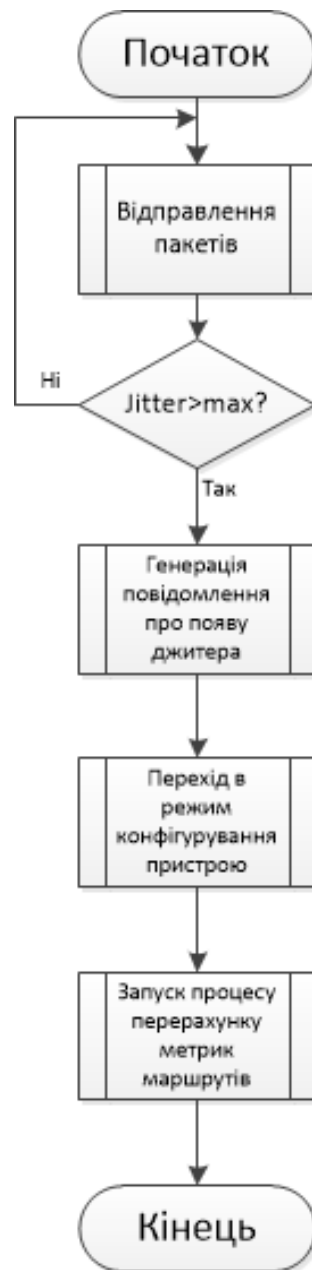 Початок
Відправлення
пакетів
Ні
Jitter>max?
Так
Генерація
повідомлення
про появу
джитера
Перехід в
режим
конфігурування
пристрою
Запуск процесу
перерахунку
метрик
маршрутів
Кінець